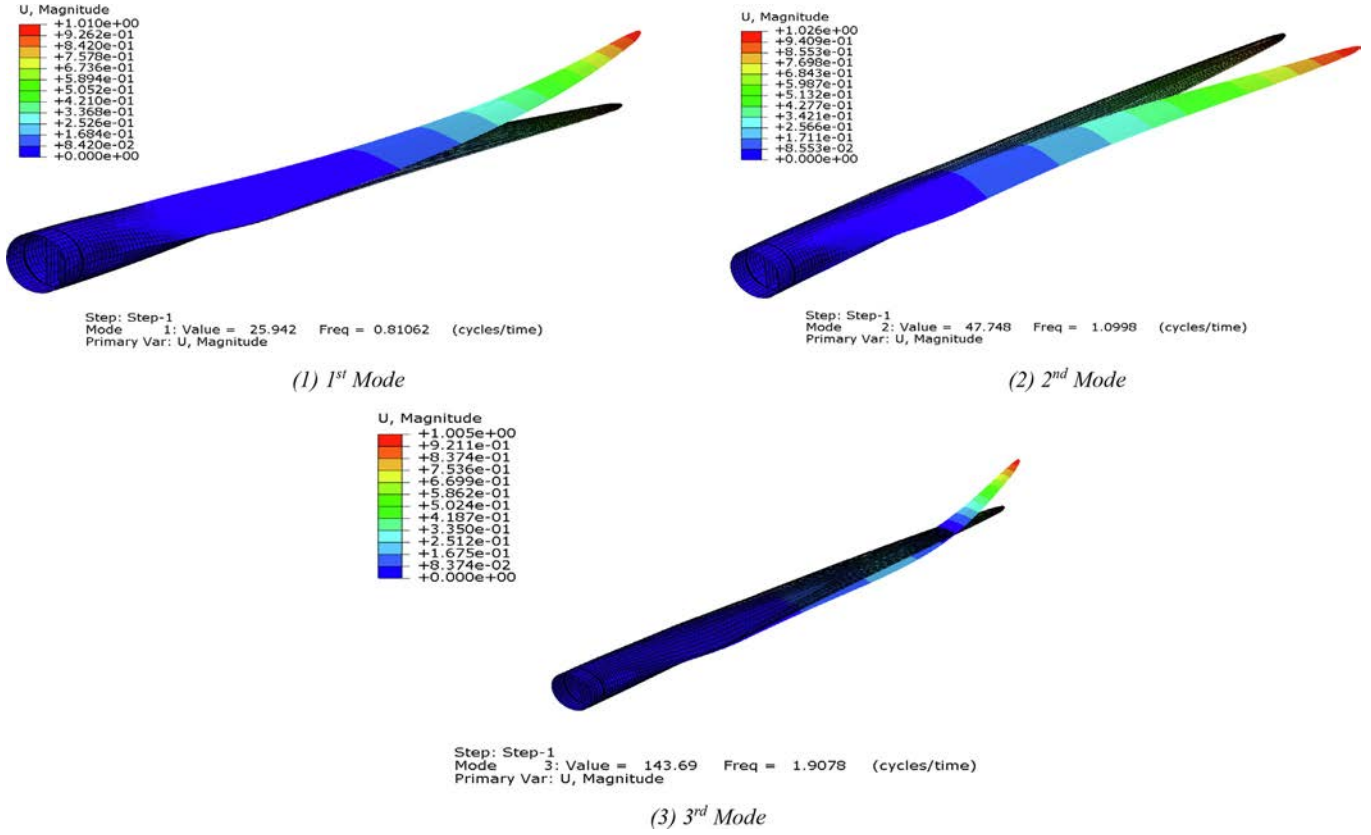 U, Magnitude
+1.010e+00
+9.262e-01
+8.420e-01
+7.578e-01
+6.736e-01
+5.894e-01
+5.052e-01
+4.210e-01
+3.368e-01
+2.526e-01
+1.684e-01
+8.420e-02
+0.000e+00
Step: Step-1
Mode 1: Value = 25.942 Freq = 0.81062 (cycles/time)
Primary Var: U, Magnitude
(1) 1st Mode
U, Magnitude
+1.026e+00
+9.409e-01
+8.553e-01
+7.698e-01
+6.843e-01
+5.987e-01
+5.132e-01
+4.277e-01
+3.421e-01
+2.566e-01
+1.711e-01
+8.553e-02
+0.000e+00
Step: Step-1
Mode 2: Value = 47.748 Freq = 1.0998 (cycles/time)
Primary Var: U, Magnitude
(2) 2nd Mode
U, Magnitude
+1.005e+00
+9.211e-01
+8.374e-01
+7.536e-01
+6.699e-01
+5.862e-01
+5.024e-01
+4.187e-01
+3.350e-01
+2.512e-01
+1.675e-01
+8.374e-02
+0.000e+00
Step: Step-1
Mode 3: Value = 143.69 Freq = 1.9078 (cycles/time)
Primary Var: U, Magnitude
(3) 3rd Mode